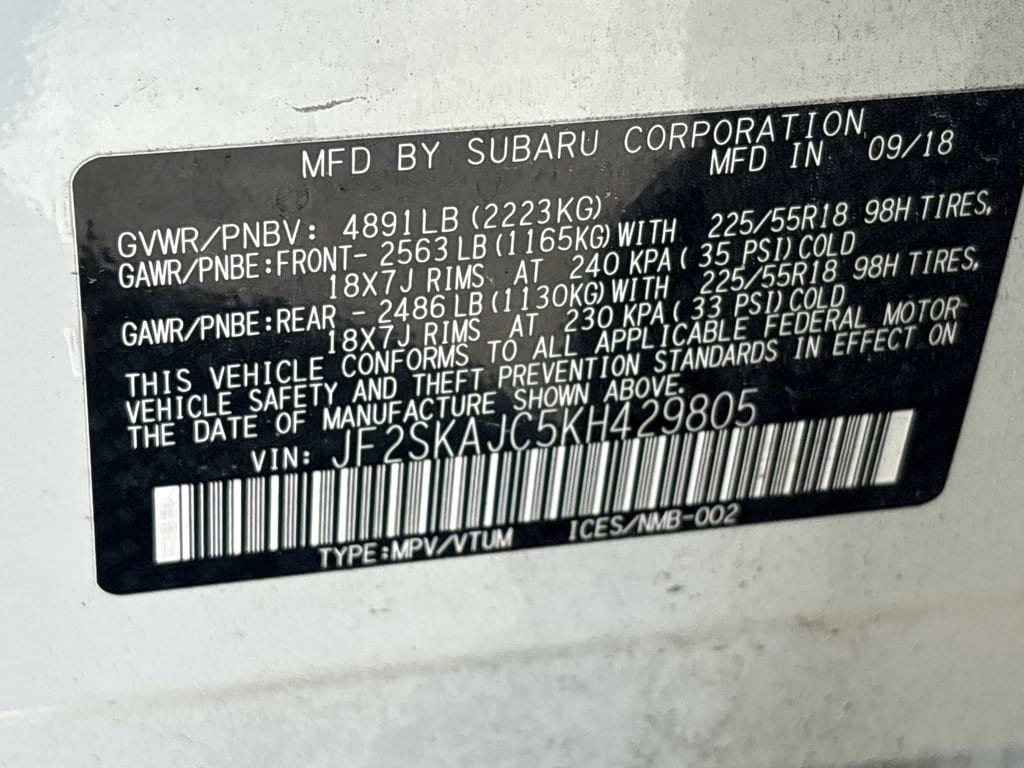 MFD BY SUBARU CORPORATION
MFD IN 09/18
GVWR/PNBV: 4891LB (2223KG)
GAWR/PNBE:FRONT- 2563 LB (1165KG) WITH 225/55R18 98H TIRES,
18X7J RIMS AT 240 KPA ( 35 PSI) COLD
GAWR/PNBE:REAR - 2486 LB (1130KG) WITH 225/55R18 98H TIRES,
18X7J RIMS AT 230 KPA ( 33 PSI) COLD
THIS VEHICLE CONFORMS TO ALL APPLICABLE FEDERAL MOTOR
VEHICLE SAFETY AND THEFT PREVENTION STANDARDS IN EFFECT ON
THE DATE OF MANUFACTURE SHOWN ABOVE.
VIN: JF2SKAJC5KH429805
TYPE:MPV/VTUM ICES/NMB-002